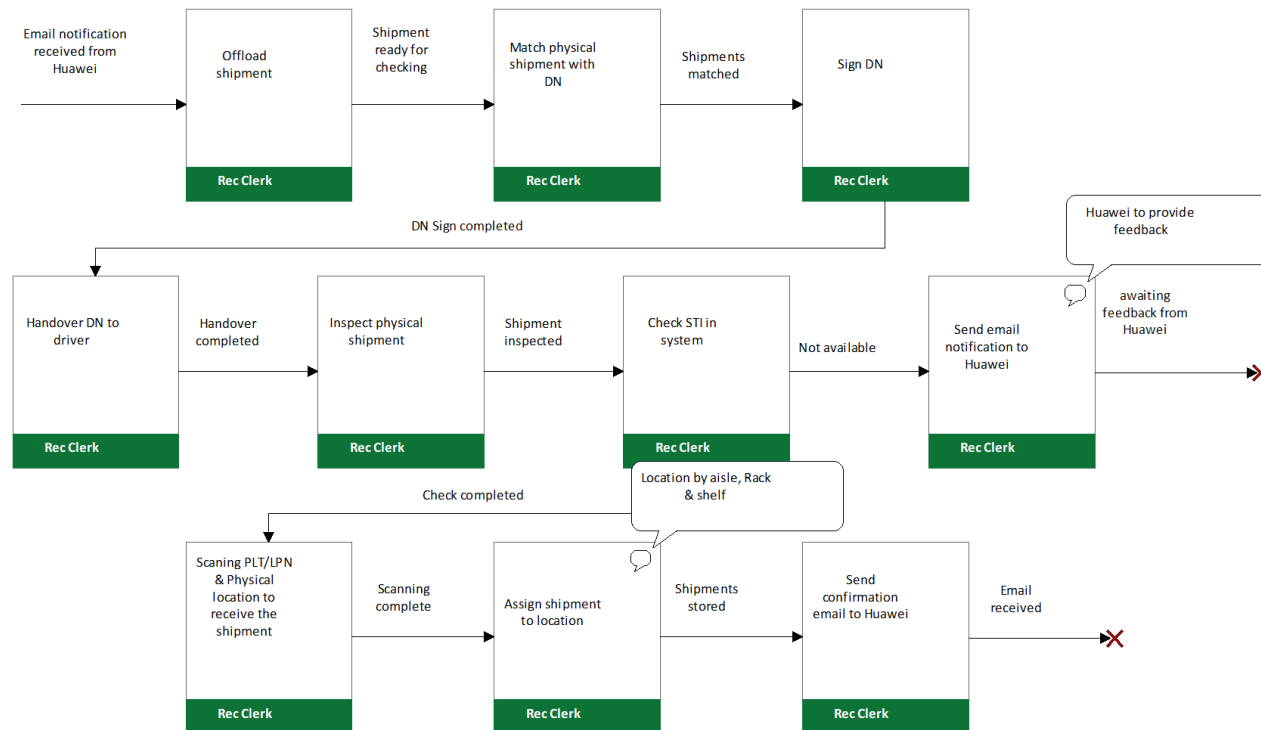 Email notification
received from
Huawei
Offload
shipment
Rec Clerk
Shipment
ready for
checking
Match physical
shipment with
DN
Rec Clerk
Shipments
matched
Sign DN
Rec Clerk
DN Sign completed
Handover DN to
driver
Rec Clerk
Handover
completed
Inspect physical
shipment
Rec Clerk
Shipment
inspected
Check STI in
system
Rec Clerk
Not available
Send email
notification to
Huawei
Rec Clerk
Huawei to provide
feedback
awaiting
feedback from
Huawei
Check completed
Scaning PLT/LPN
& Physical
location to
receive the
shipment
Rec Clerk
Scanning
complete
Location by aisle, Rack
& shelf
Assign shipment
to location
Rec Clerk
Shipments
stored
Send
confirmation
email to Huawei
Rec Clerk
Email
received